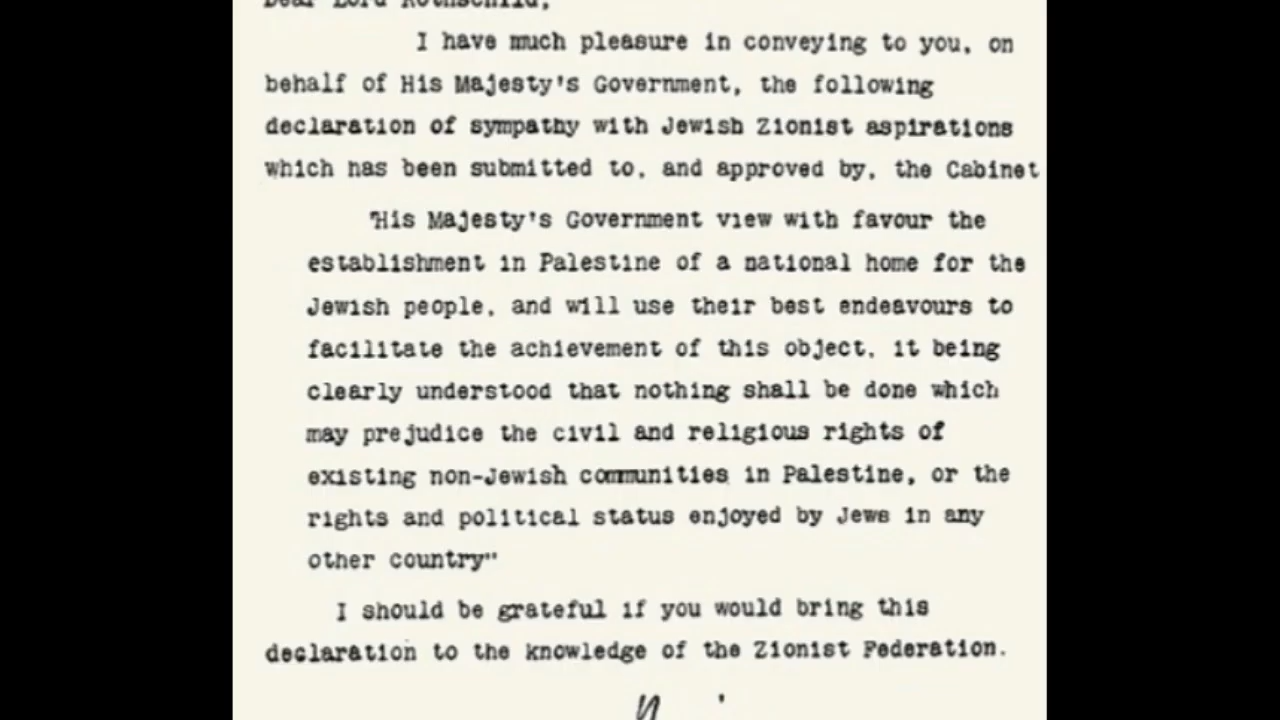 Dear Lord Rothschild,
I have much pleasure in conveying to you, on
behalf of His Majesty's Government, the following
declaration of sympathy with Jewish Zionist aspirations
which has been submitted to, and approved by, the Cabinet
"His Majesty's Government view with favour the
establishment in Palestine of a national home for the
Jewish people, and will use their best endeavours to
facilitate the achievement of this object, it being
clearly understood that nothing shall be done which
may prejudice the civil and religious rights of
existing non-Jewish communities in Palestine, or the
rights and political status enjoyed by Jews in any
other country"
I should be grateful if you would bring this
declaration to the knowledge of the Zionist Federation.